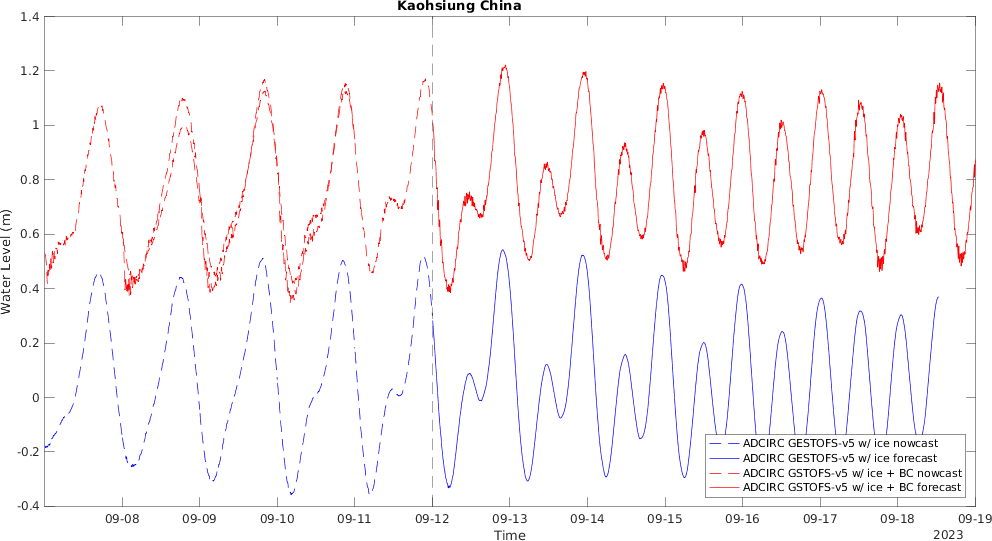 Kaohsiung China
1.4
1.2
1
0.8
0.6
0.4
0.2
0
-0.2
-0.4
Water Level (m)
09-08 09-09 09-10 09-11 09-12 09-13 09-14 09-15 09-16 09-17 09-18 09-19
Time
2023
ADCIRC GESTOFS-v5 w/ ice nowcast
ADCIRC GESTOFS-v5 w/ ice forecast
ADCIRC GSTOFS-v5 w/ ice + BC nowcast
ADCIRC GSTOFS-v5 w/ ice + BC forecast